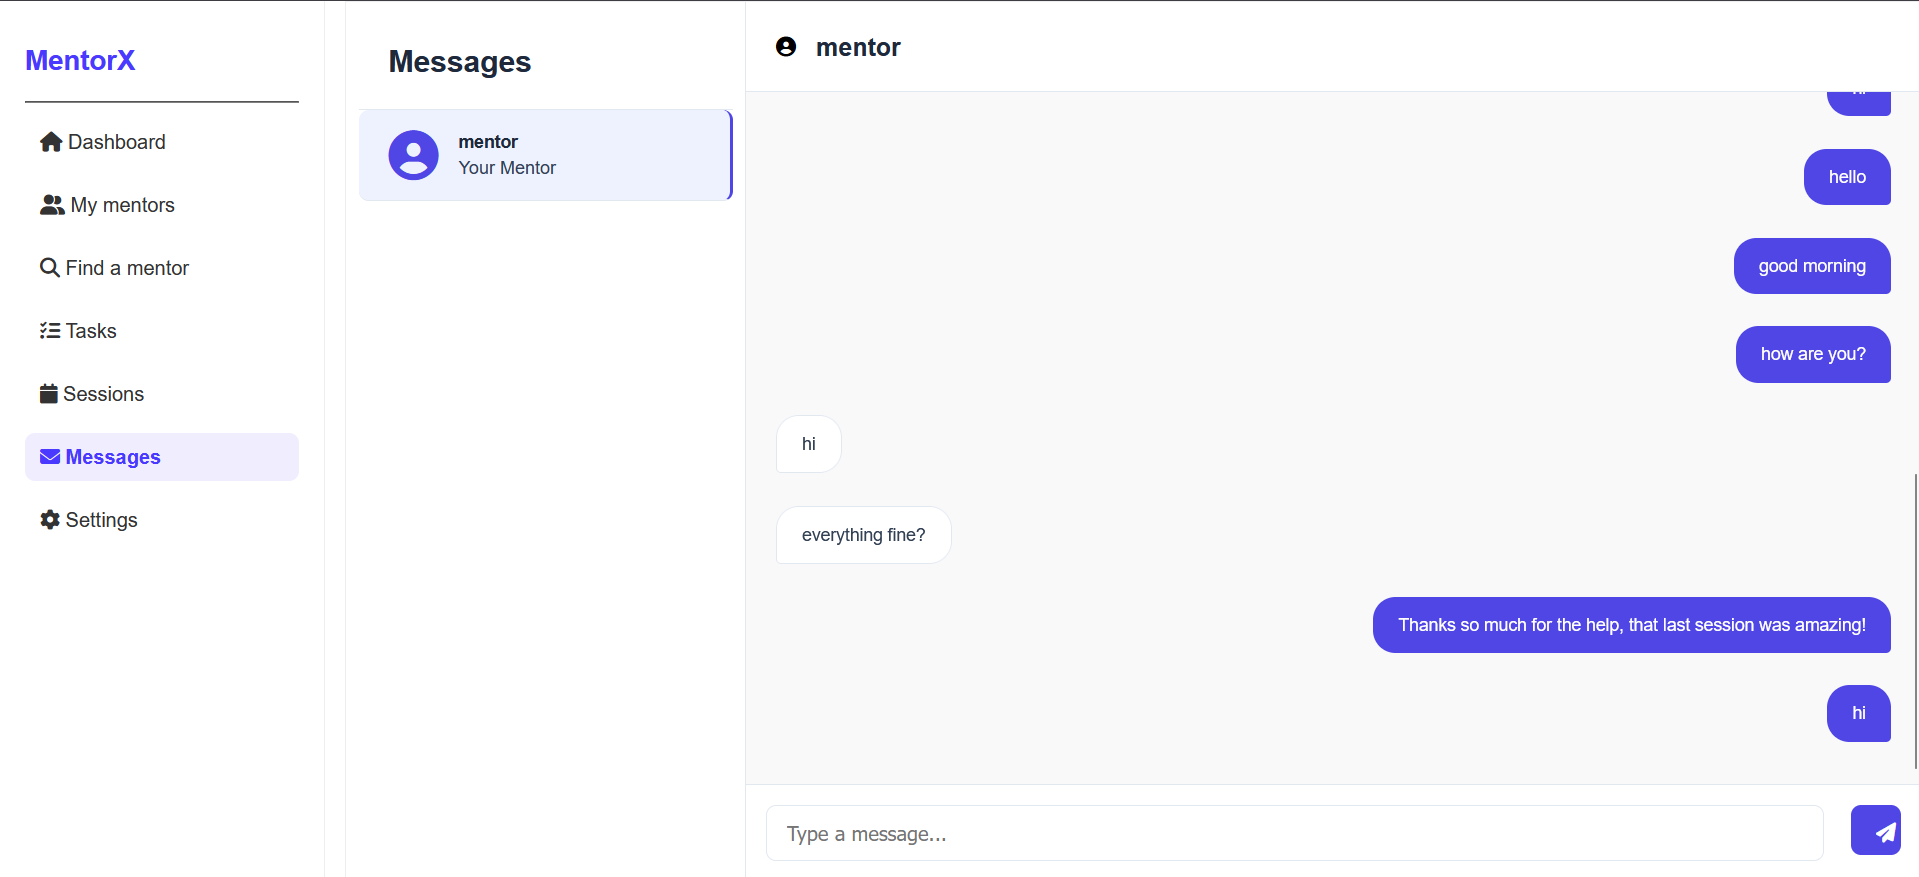 MentorX
Dashboard
My mentors
Find a mentor
Tasks
Sessions
Messages
Settings
Messages
mentor
Your Mentor
mentor
hello
good morning
how are you?
hi
everything fine?
Thanks so much for the help, that last session was amazing!
hi
Type a message...